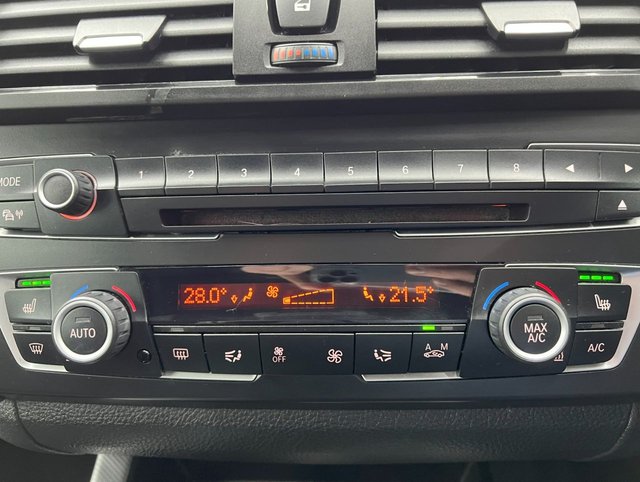 MODE
1 2 3 4 5 6 7 8
28.0° 21.5°
AUTO
MAX
A/C
OFF
A M
A/C